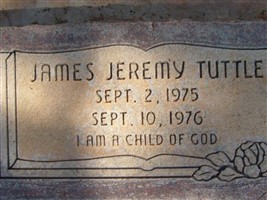 JAMES JEREMY TUTTLE
SEPT. 2, 1975
SEPT. 10, 1976
I AM A CHILD OF GOD